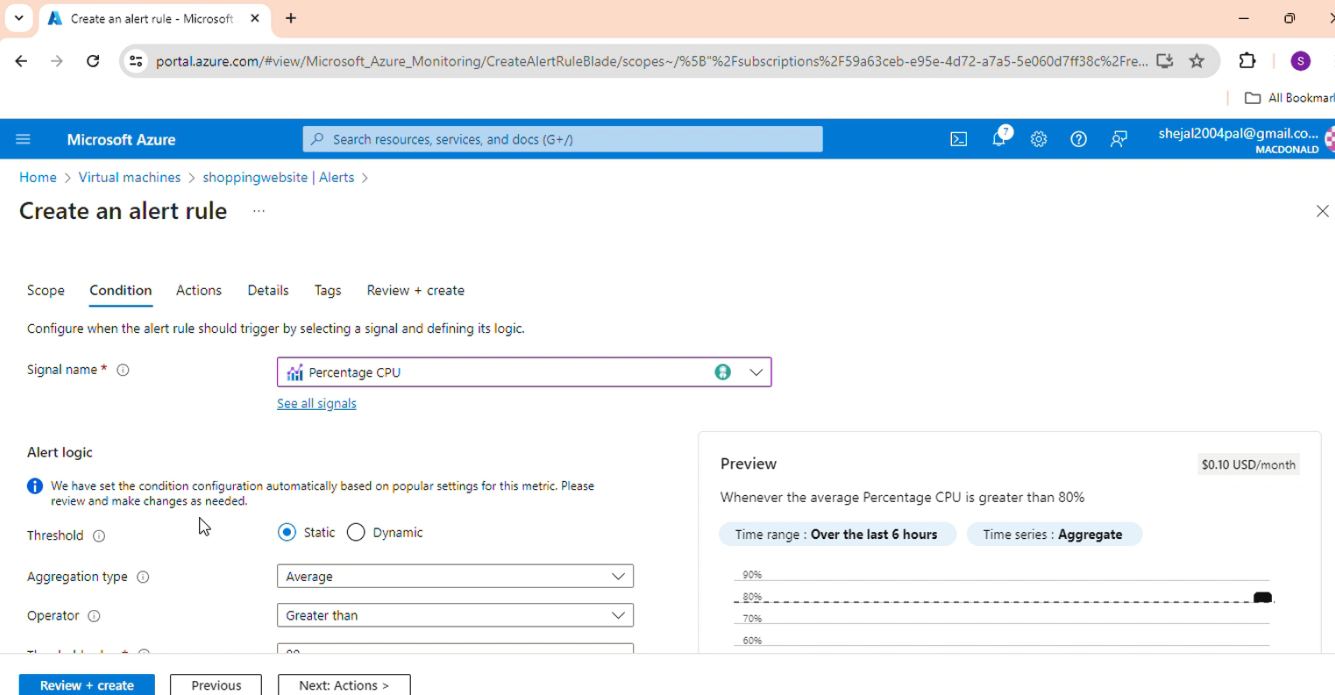 Create an alert rule - Microsoft
portal.azure.com/#view/Microsoft_Azure_Monitoring/CreateAlertRuleBlade/scopes~/%5B"%2Fsubscriptions%2F59a63ceb-e95e-4d72-a7a5-5e060d7ff38c%2Fre...
S
All Bookmar
Microsoft Azure
Search resources, services, and docs (G+/)
7
shejal2004pal@gmail.co...
MACDONALD
Home > Virtual machines > shoppingwebsite | Alerts >
Create an alert rule ...
Scope Condition Actions Details Tags Review + create
Configure when the alert rule should trigger by selecting a signal and defining its logic.
Signal name *
Percentage CPU
See all signals
Alert logic
We have set the condition configuration automatically based on popular settings for this metric. Please
review and make changes as needed.
Threshold
Static Dynamic
Aggregation type
Average
Operator
Greater than
Preview
$0.10 USD/month
Whenever the average Percentage CPU is greater than 80%
Time range : Over the last 6 hours
Time series : Aggregate
90%
80%
70%
60%
Review + create
Previous
Next: Actions >